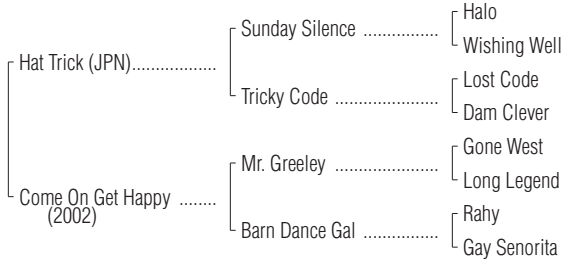 Halo
Sunday Silence ................
Wishing Well
Hat Trick (JPN)..................
Lost Code
Tricky Code ......................
Dam Clever
Gone West
Mr. Greeley ......................
Long Legend
Come On Get Happy ........
(2002)
Rahy
Barn Dance Gal ................
Gay Senorita